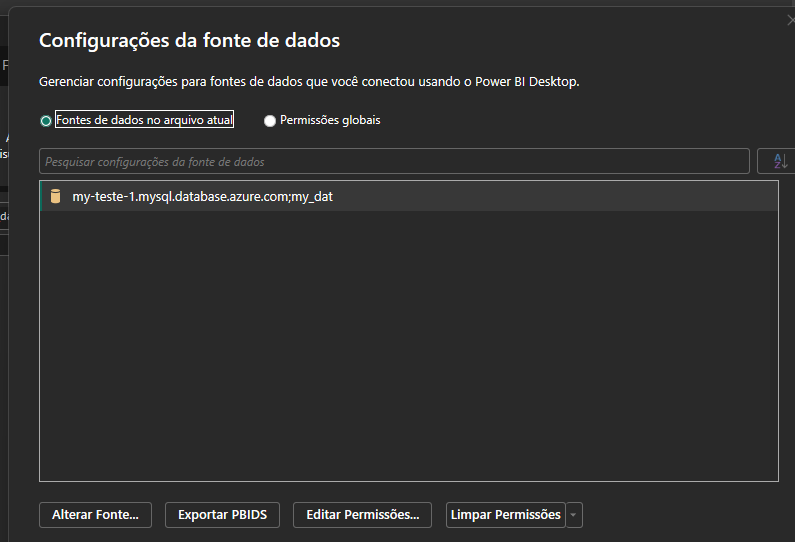 Configurações da fonte de dados
Gerenciar configurações para fontes de dados que você conectou usando o Power BI Desktop.
Fontes de dados no arquivo atual
Permissões globais
Pesquisar configurações da fonte de dados
A
Z
my-teste-1.mysql.database.azure.com;my_dat
Alterar Fonte...
Exportar PBIDS
Editar Permissões...
Limpar Permissões